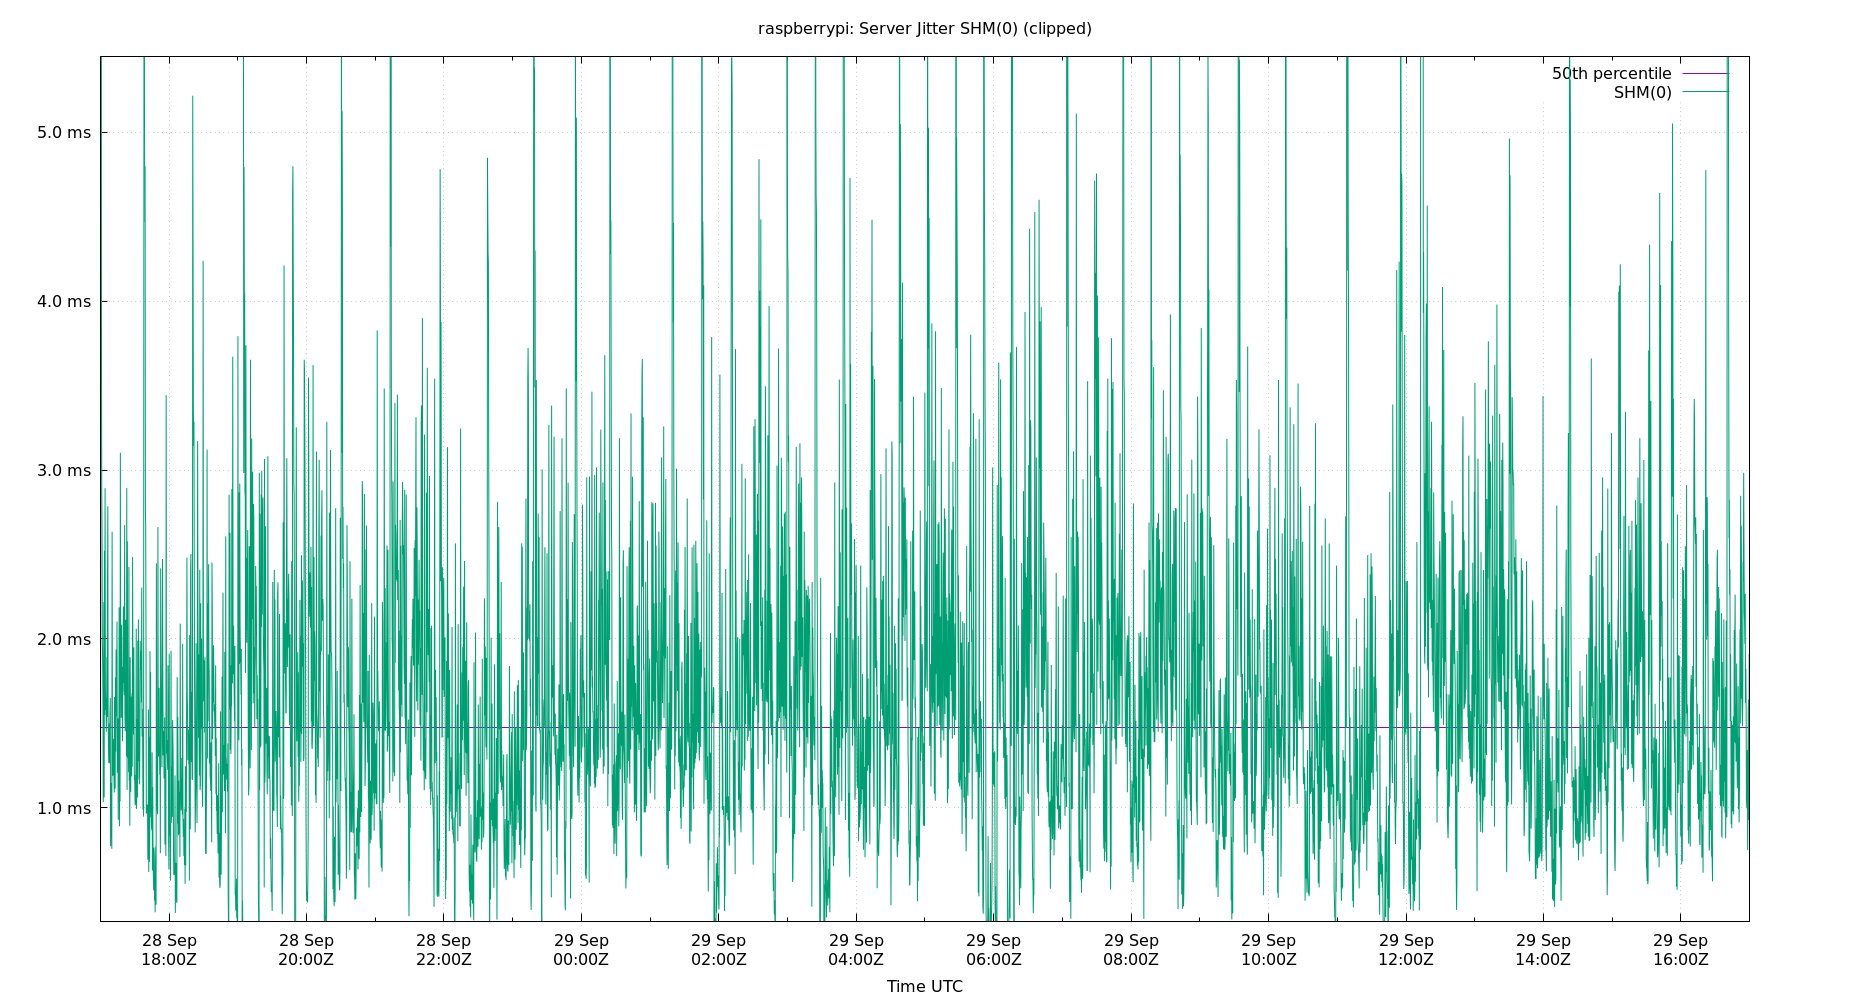 raspberrypi: Server Jitter SHM(0) (clipped)
50th percentile
SHM(0)
5.0 ms
4.0 ms
3.0 ms
2.0 ms
1.0 ms
28 Sep 28 Sep 28 Sep 29 Sep 29 Sep 29 Sep 29 Sep 29 Sep 29 Sep 29 Sep 29 Sep 29 Sep
18:00Z 20:00Z 22:00Z 00:00Z 02:00Z 04:00Z 06:00Z 08:00Z 10:00Z 12:00Z 14:00Z 16:00Z
Time UTC